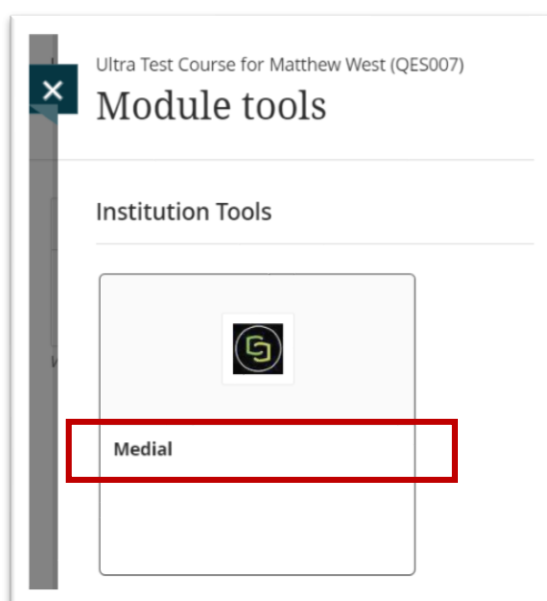 Ultra Test Course for Matthew West (QES007)
Module tools
Institution Tools
Medial